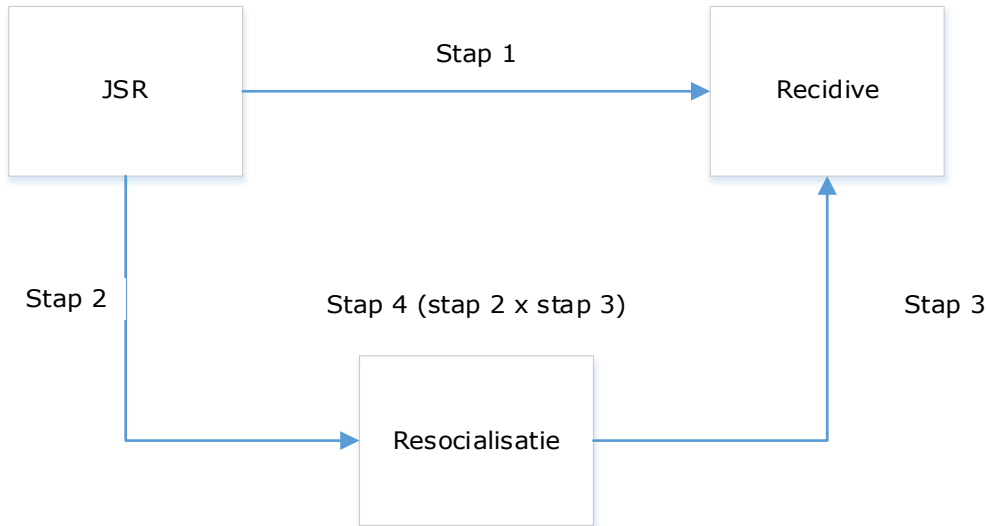 Stap 1
JSR
Recidive
Stap 2
Stap 4 (stap 2 x stap 3)
Stap 3
Resocialisatie